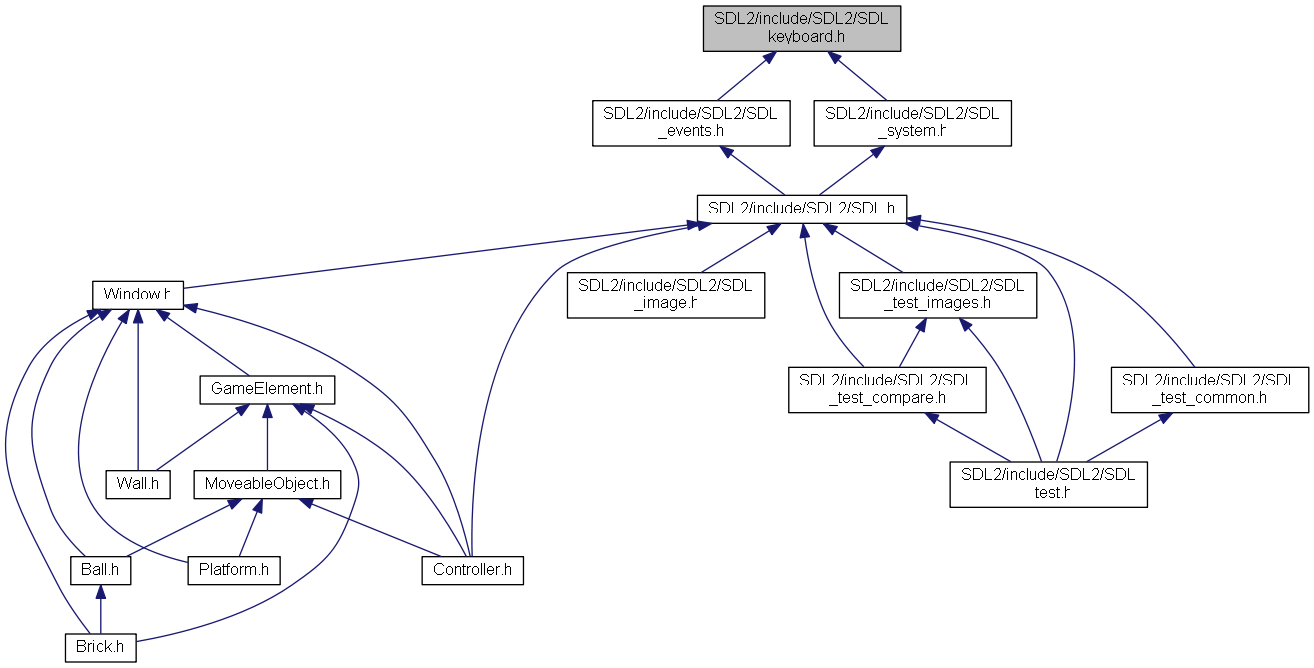 SDL2/include/SDL2/SDL
_keyboard.h
SDL2/include/SDL2/SDL
_events.h
SDL2/include/SDL2/SDL
_system.h
SDL2/include/SDL2/SDL.h
Window.h
SDL2/include/SDL2/SDL
_image.h
SDL2/include/SDL2/SDL
_test_images.h
GameElement.h
SDL2/include/SDL2/SDL
_test_compare.h
SDL2/include/SDL2/SDL
_test_common.h
Wall.h
MoveableObject.h
SDL2/include/SDL2/SDL
_test.h
Ball.h
Platform.h
Controller.h
Brick.h